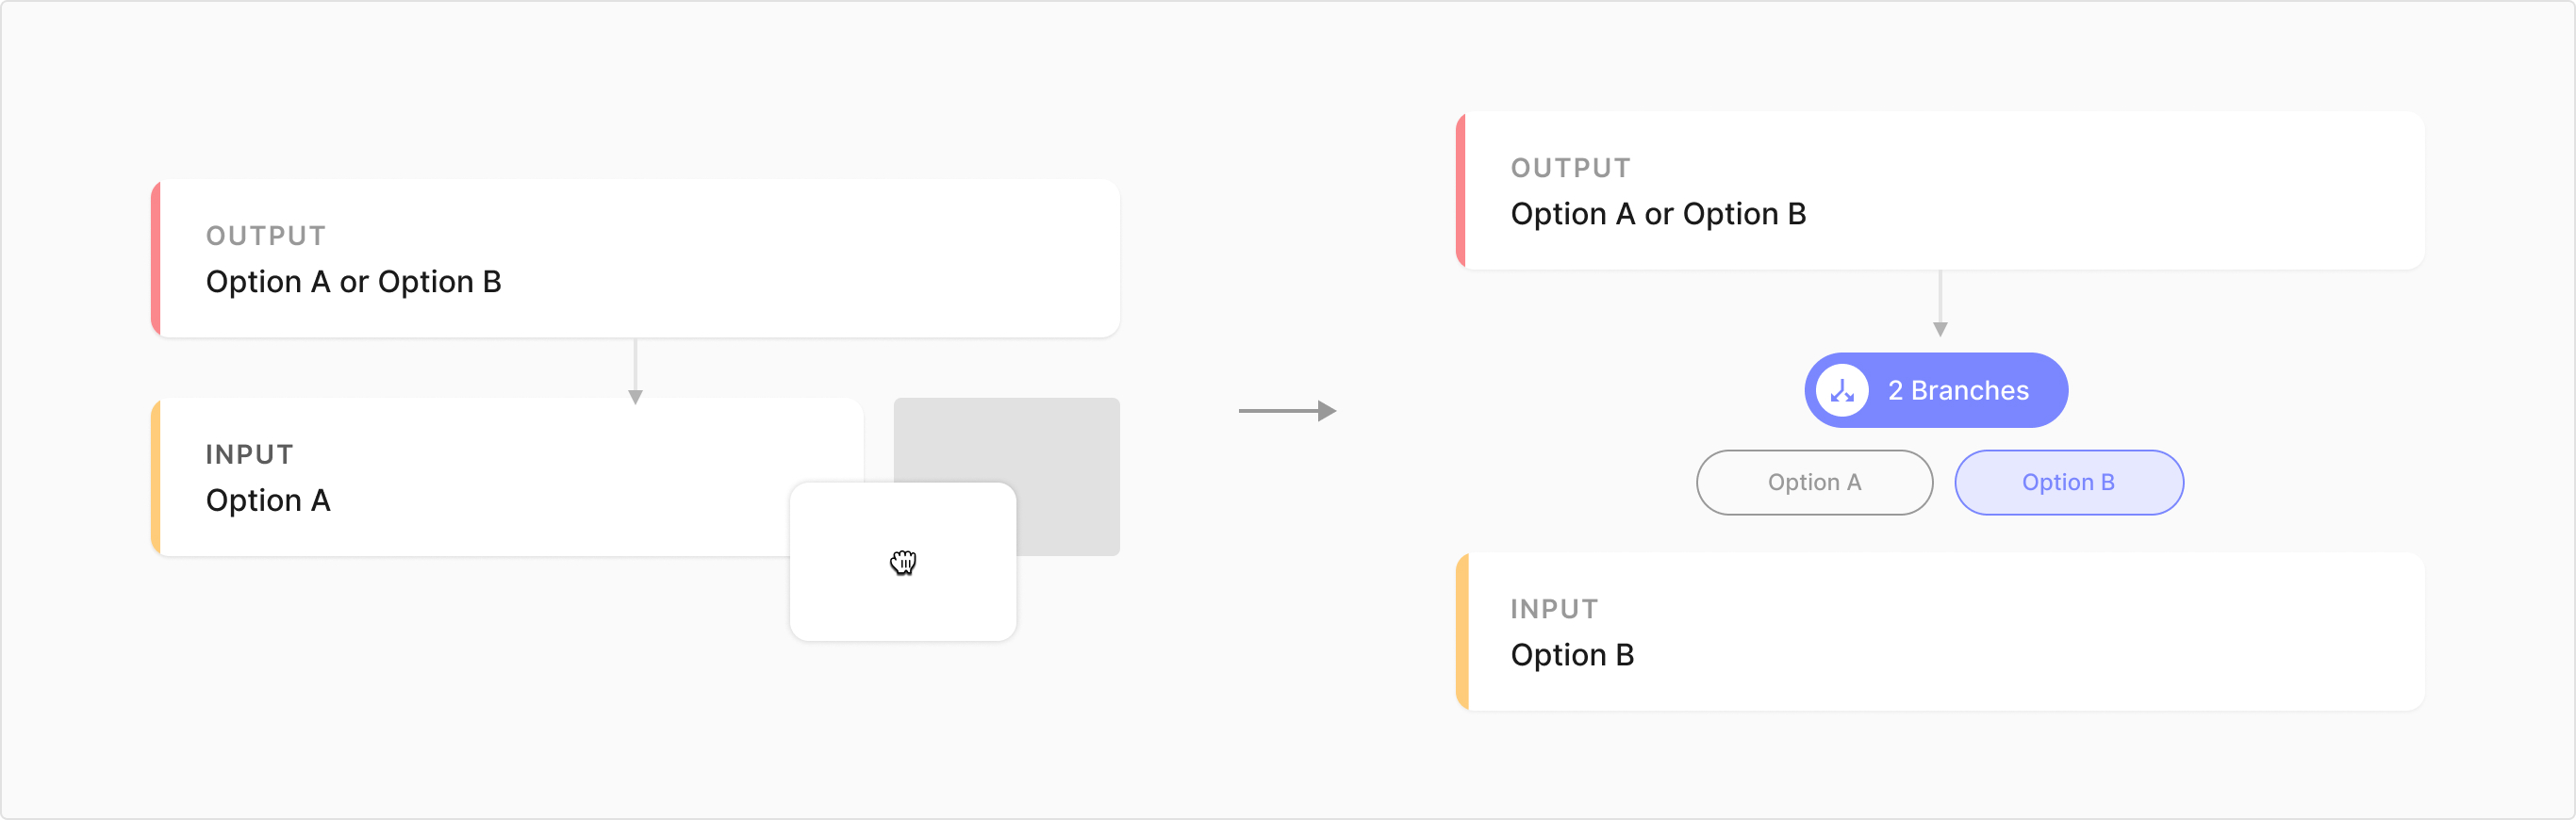 OUTPUT
Option A or Option B
INPUT
Option A
OUTPUT
Option A or Option B
2 Branches
Option A
Option B
INPUT
Option B